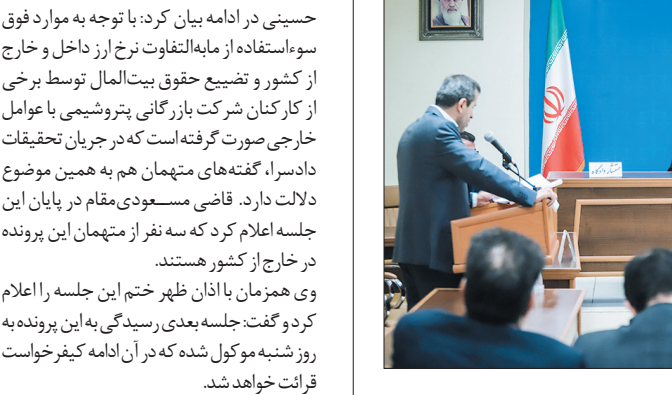 حسینی در ادامه بیان کرد: با توجه به موارد فوق
سوءاستفاده از مابه‌التفاوت نرخ ارز داخل و خارج
از کشور و تضییع حقوق بیت‌المال توسط برخی
از کارکنان شرکت بازرگانی پتروشیمی با عوامل
خارجی صورت گرفته است که در جریان تحقیقات
دادسرا، گفته‌های متهمان هم به همین موضوع
دلالت دارد. قاضی مســعودی‌مقام در پایان این
جلسه اعلام کرد که سه نفر از متهمان این پرونده
در خارج از کشور هستند.
وی همزمان با اذان ظهر ختم این جلسه را اعلام
کرد و گفت: جلسه بعدی رسیدگی به این پرونده به
روز شنبه موکول شده که در آن ادامه کیفرخواست
قرائت خواهد شد.
مستشار دادگاه